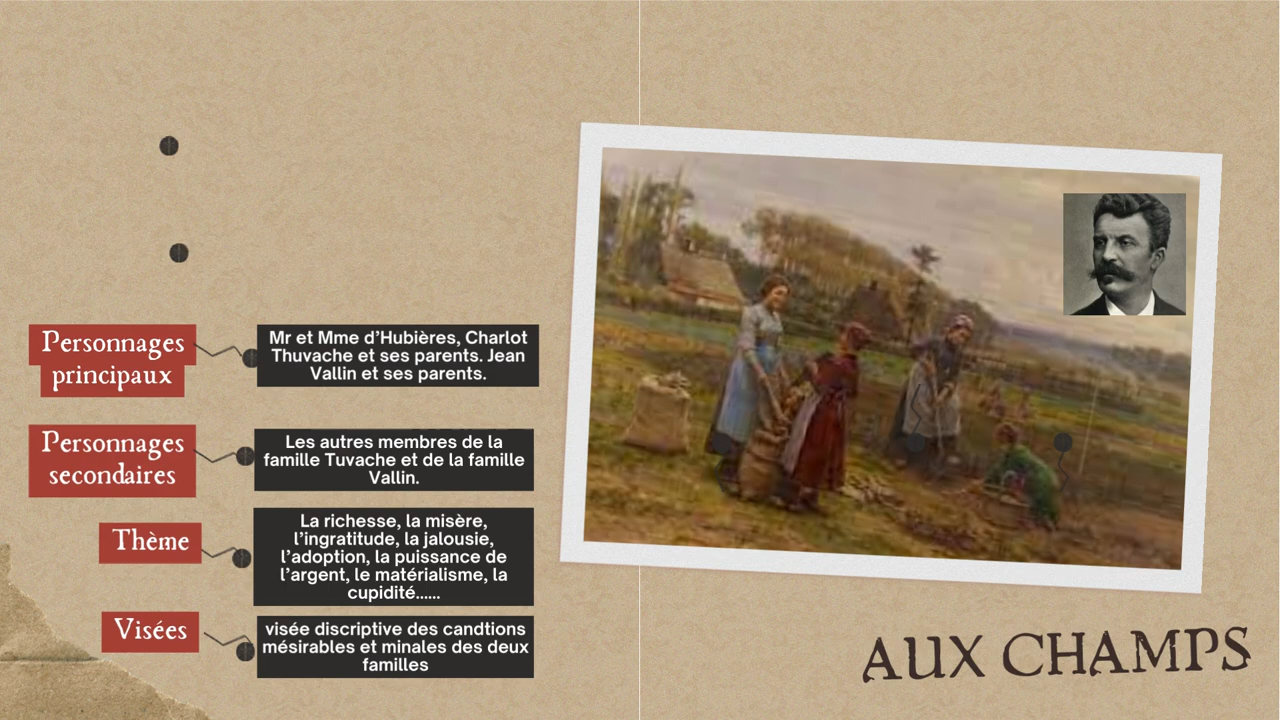 Personnages
principaux
Mr et Mme d'Hubières, Charlot
Thuvache et ses parents. Jean
Vallin et ses parents.
Personnages
secondaires
Les autres membres de la
famille Tuvache et de la famille
Vallin.
Thème
La richesse, la misère,
l'ingratitude, la jalousie,
l'adoption, la puissance de
l'argent, le matérialisme, la
cupidité......
Visées
visée discriptive des candtions
mésirables et minales des deux
familles
AUX CHAMPS